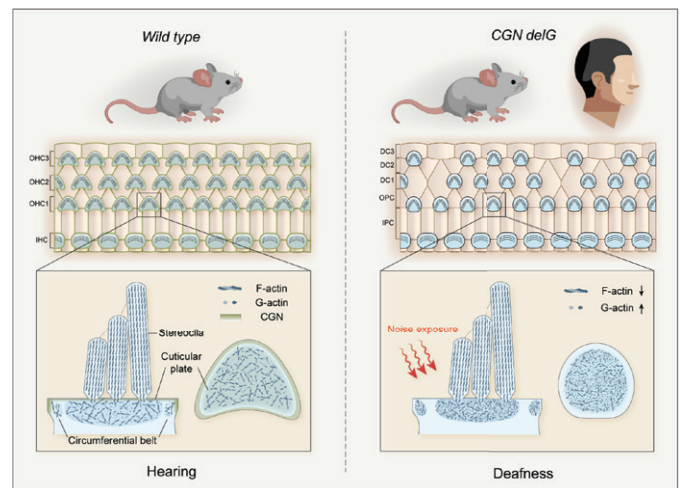 Wild type
CGN delG
OHC3
OHC2
OHC1
IHC
DC3
DC2
DC1
OPC
IPC
F-actin
G-actin
CGN
Stereocilia
Cuticular
plate
Circumferential belt
F-actin ↓
G-actin ↑
Noise exposure
Hearing
Deafness